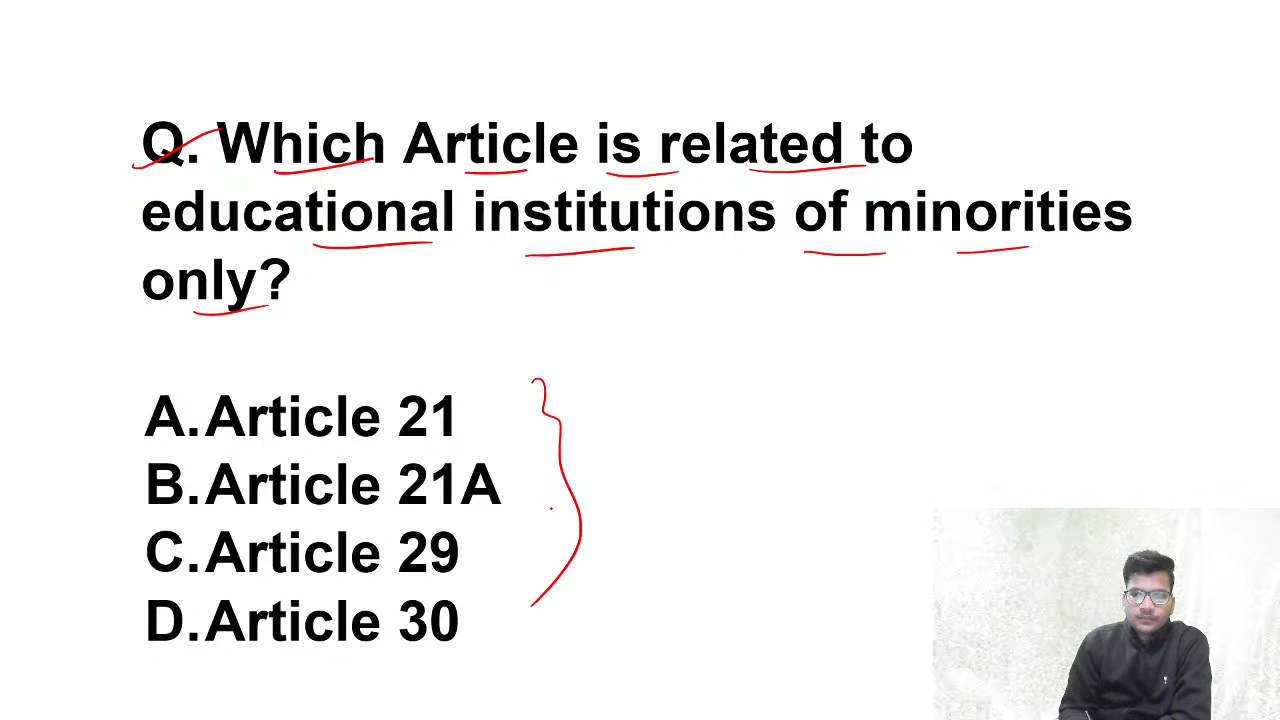 Q. Which Article is related to
educational institutions of minorities
only?
A. Article 21
B. Article 21A
C. Article 29
D. Article 30